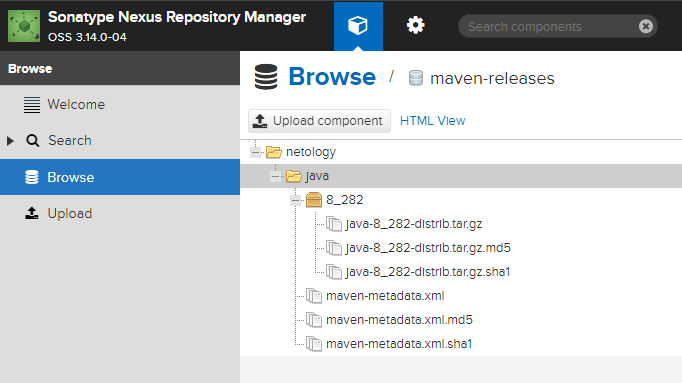 Sonatype Nexus Repository Manager
OSS 3.14.0-04
Search components
Browse
Welcome
Search
Browse
Upload
Browse / maven-releases
Upload component HTML View
netology
java
8_282
java-8_282-distrib.tar.gz
java-8_282-distrib.tar.gz.md5
java-8_282-distrib.tar.gz.sha1
maven-metadata.xml
maven-metadata.xml.md5
maven-metadata.xml.sha1